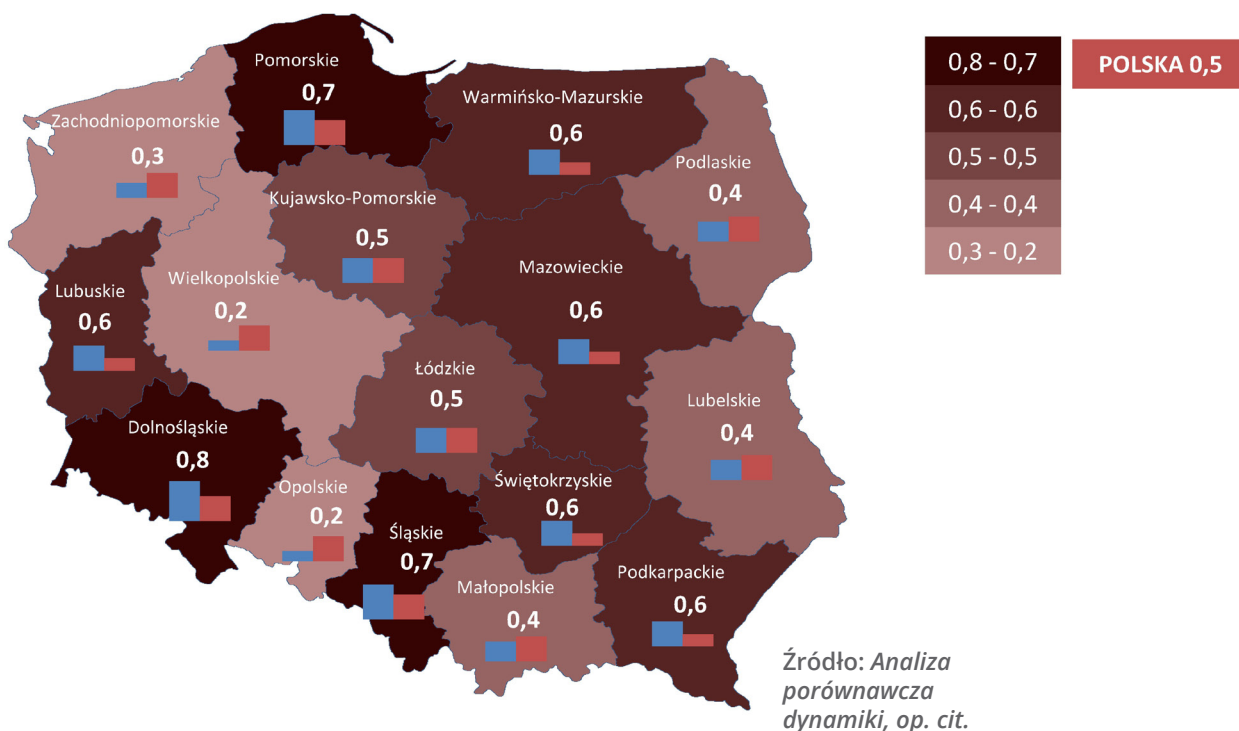 Pomorskie
0,7
Warmińsko-Mazurskie
0,6
Zachodniopomorskie
0,3
Podlaskie
0,4
Kujawsko-Pomorskie
0,5
Mazowieckie
0,6
Wielkopolskie
0,2
Lubuskie
0,6
Łódzkie
0,5
Lubelskie
0,4
Dolnośląskie
0,8
Opolskie
0,2
Świętokrzyskie
0,6
Śląskie
0,7
Podkarpackie
0,6
Małopolskie
0,4
0,8 - 0,7
0,6 - 0,6
0,5 - 0,5
0,4 - 0,4
0,3 - 0,2
POLSKA 0,5
Źródło: Analiza
porównawcza
dynamiki, op. cit.